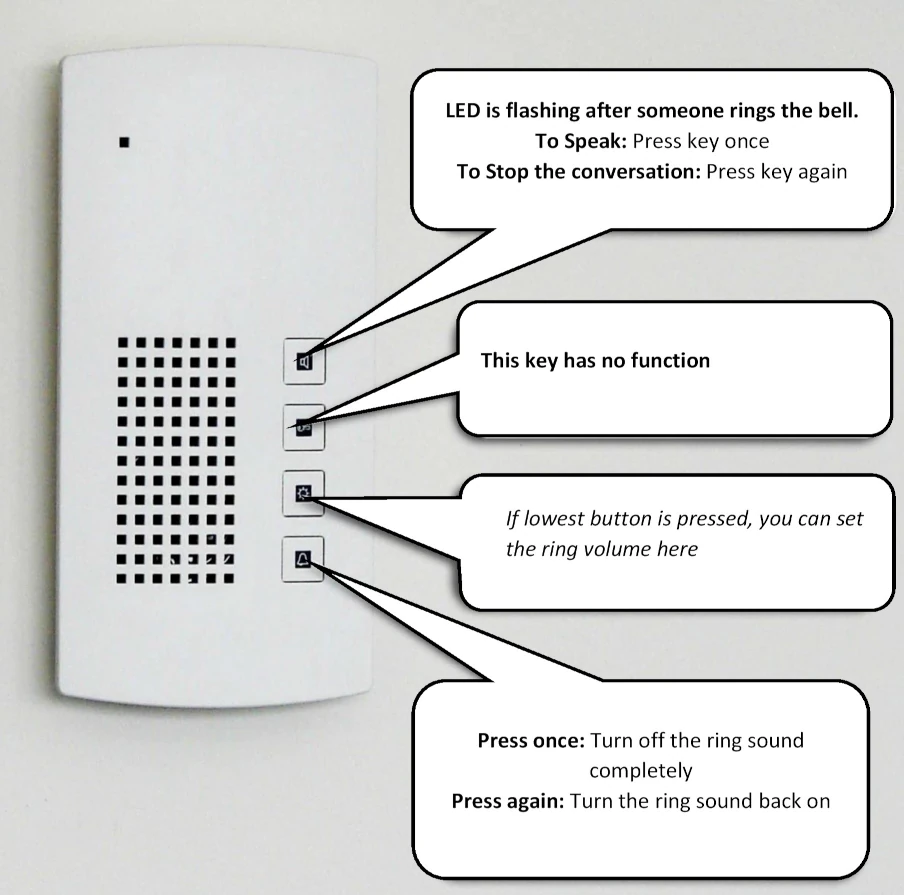 LED is flashing after someone rings the bell.
To Speak: Press key once
To Stop the conversation: Press key again
This key has no function
If lowest button is pressed, you can set
the ring volume here
Press once: Turn off the ring sound
completely
Press again: Turn the ring sound back on